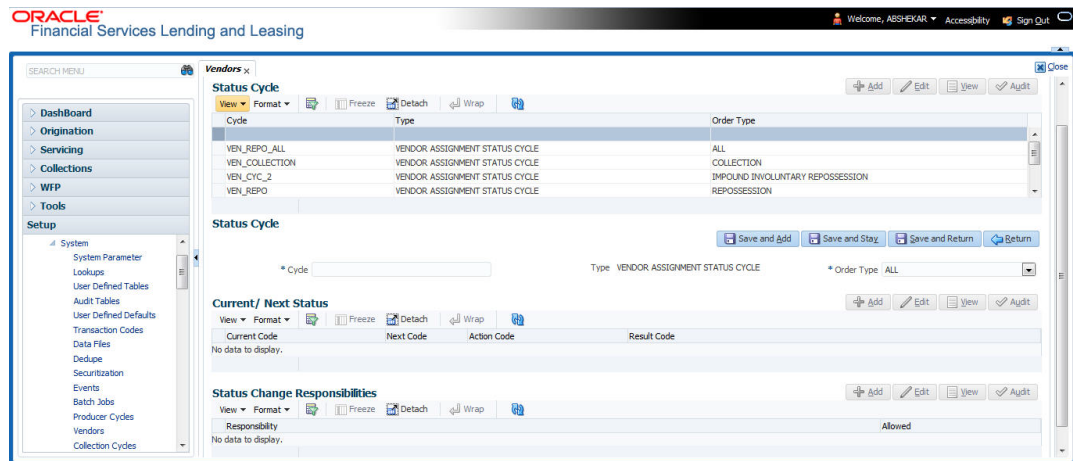 ORACLE
Financial Services Lending and Leasing
Welcome, ABSHEKAR Accessibility Sign Out
SEARCH MENU
DashBoard
Origination
Servicing
Collections
WFP
Tools
Setup
System
System Parameter
Lookups
User Defined Tables
Audit Tables
User Defined Defaults
Transaction Codes
Data Files
Dedupe
Securitization
Events
Batch Jobs
Producer Cycles
Vendors
Collection Cycles
Vendors x
Close
Status Cycle
Add Edit View Audit
View Format Freeze Detach Wrap
Cycle Type Order Type
VEN_REPO_ALL VENDOR ASSIGNMENT STATUS CYCLE ALL
VEN_COLLECTION VENDOR ASSIGNMENT STATUS CYCLE COLLECTION
VEN_CYC_2 VENDOR ASSIGNMENT STATUS CYCLE IMPOUND INVOLUNTARY REPOSSESSION
VEN_REPO VENDOR ASSIGNMENT STATUS CYCLE REPOSSESSION
Status Cycle
Save and Add Save and Stay Save and Return Return
* Cycle Type VENDOR ASSIGNMENT STATUS CYCLE * Order Type ALL
Current/ Next Status
Add Edit View Audit
View Format Freeze Detach Wrap
Current Code Next Code Action Code Result Code
No data to display.
Status Change Responsibilities
Add Edit View Audit
View Format Freeze Detach Wrap
Responsibility Allowed
No data to display.